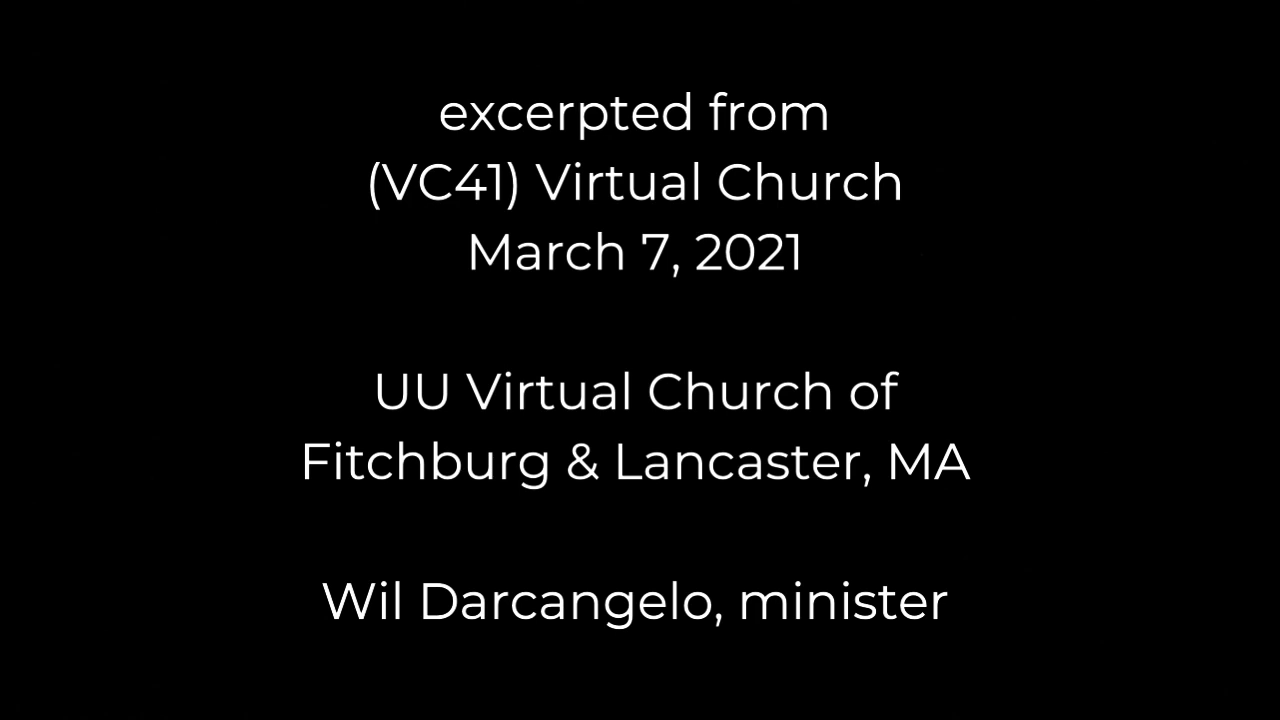 excerpted from
(VC41) Virtual Church
March 7, 2021
UU Virtual Church of
Fitchburg & Lancaster, MA
Wil Darcangelo, minister